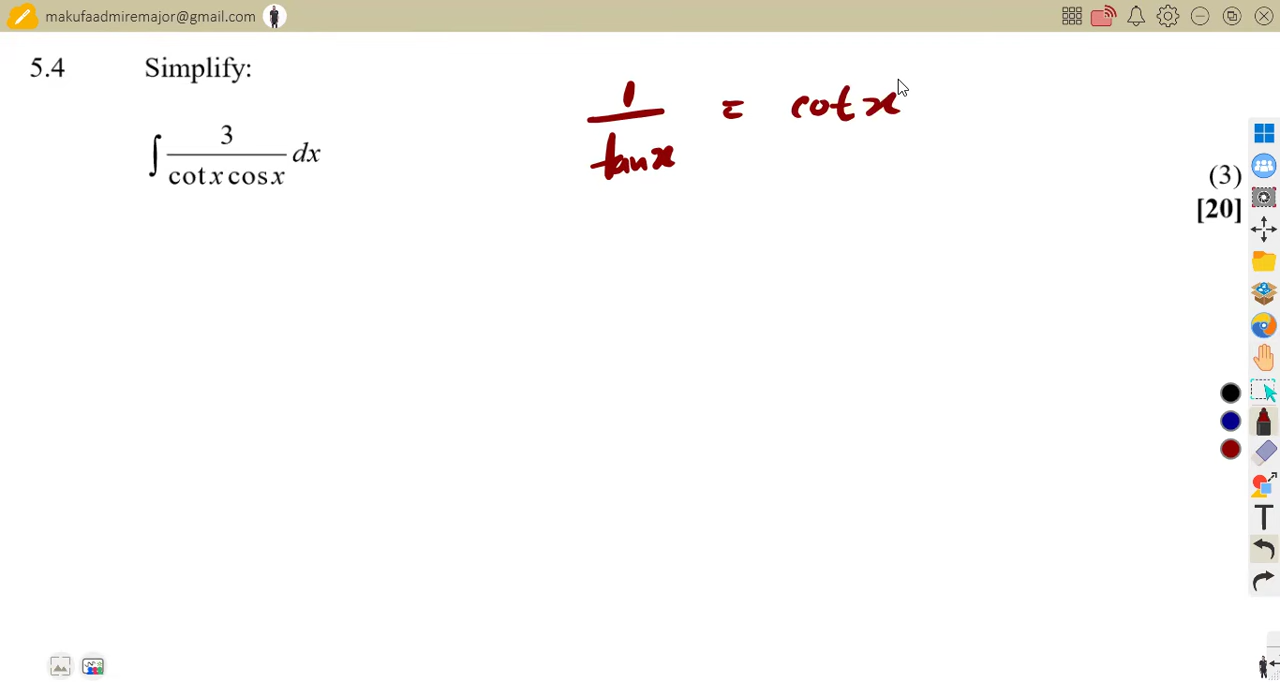 makufaadmiremajor@gmail.com
5.4 Simplify:
1/tan x = cot x
∫ 3/(cot x cos x) dx
(3)
[20]
T